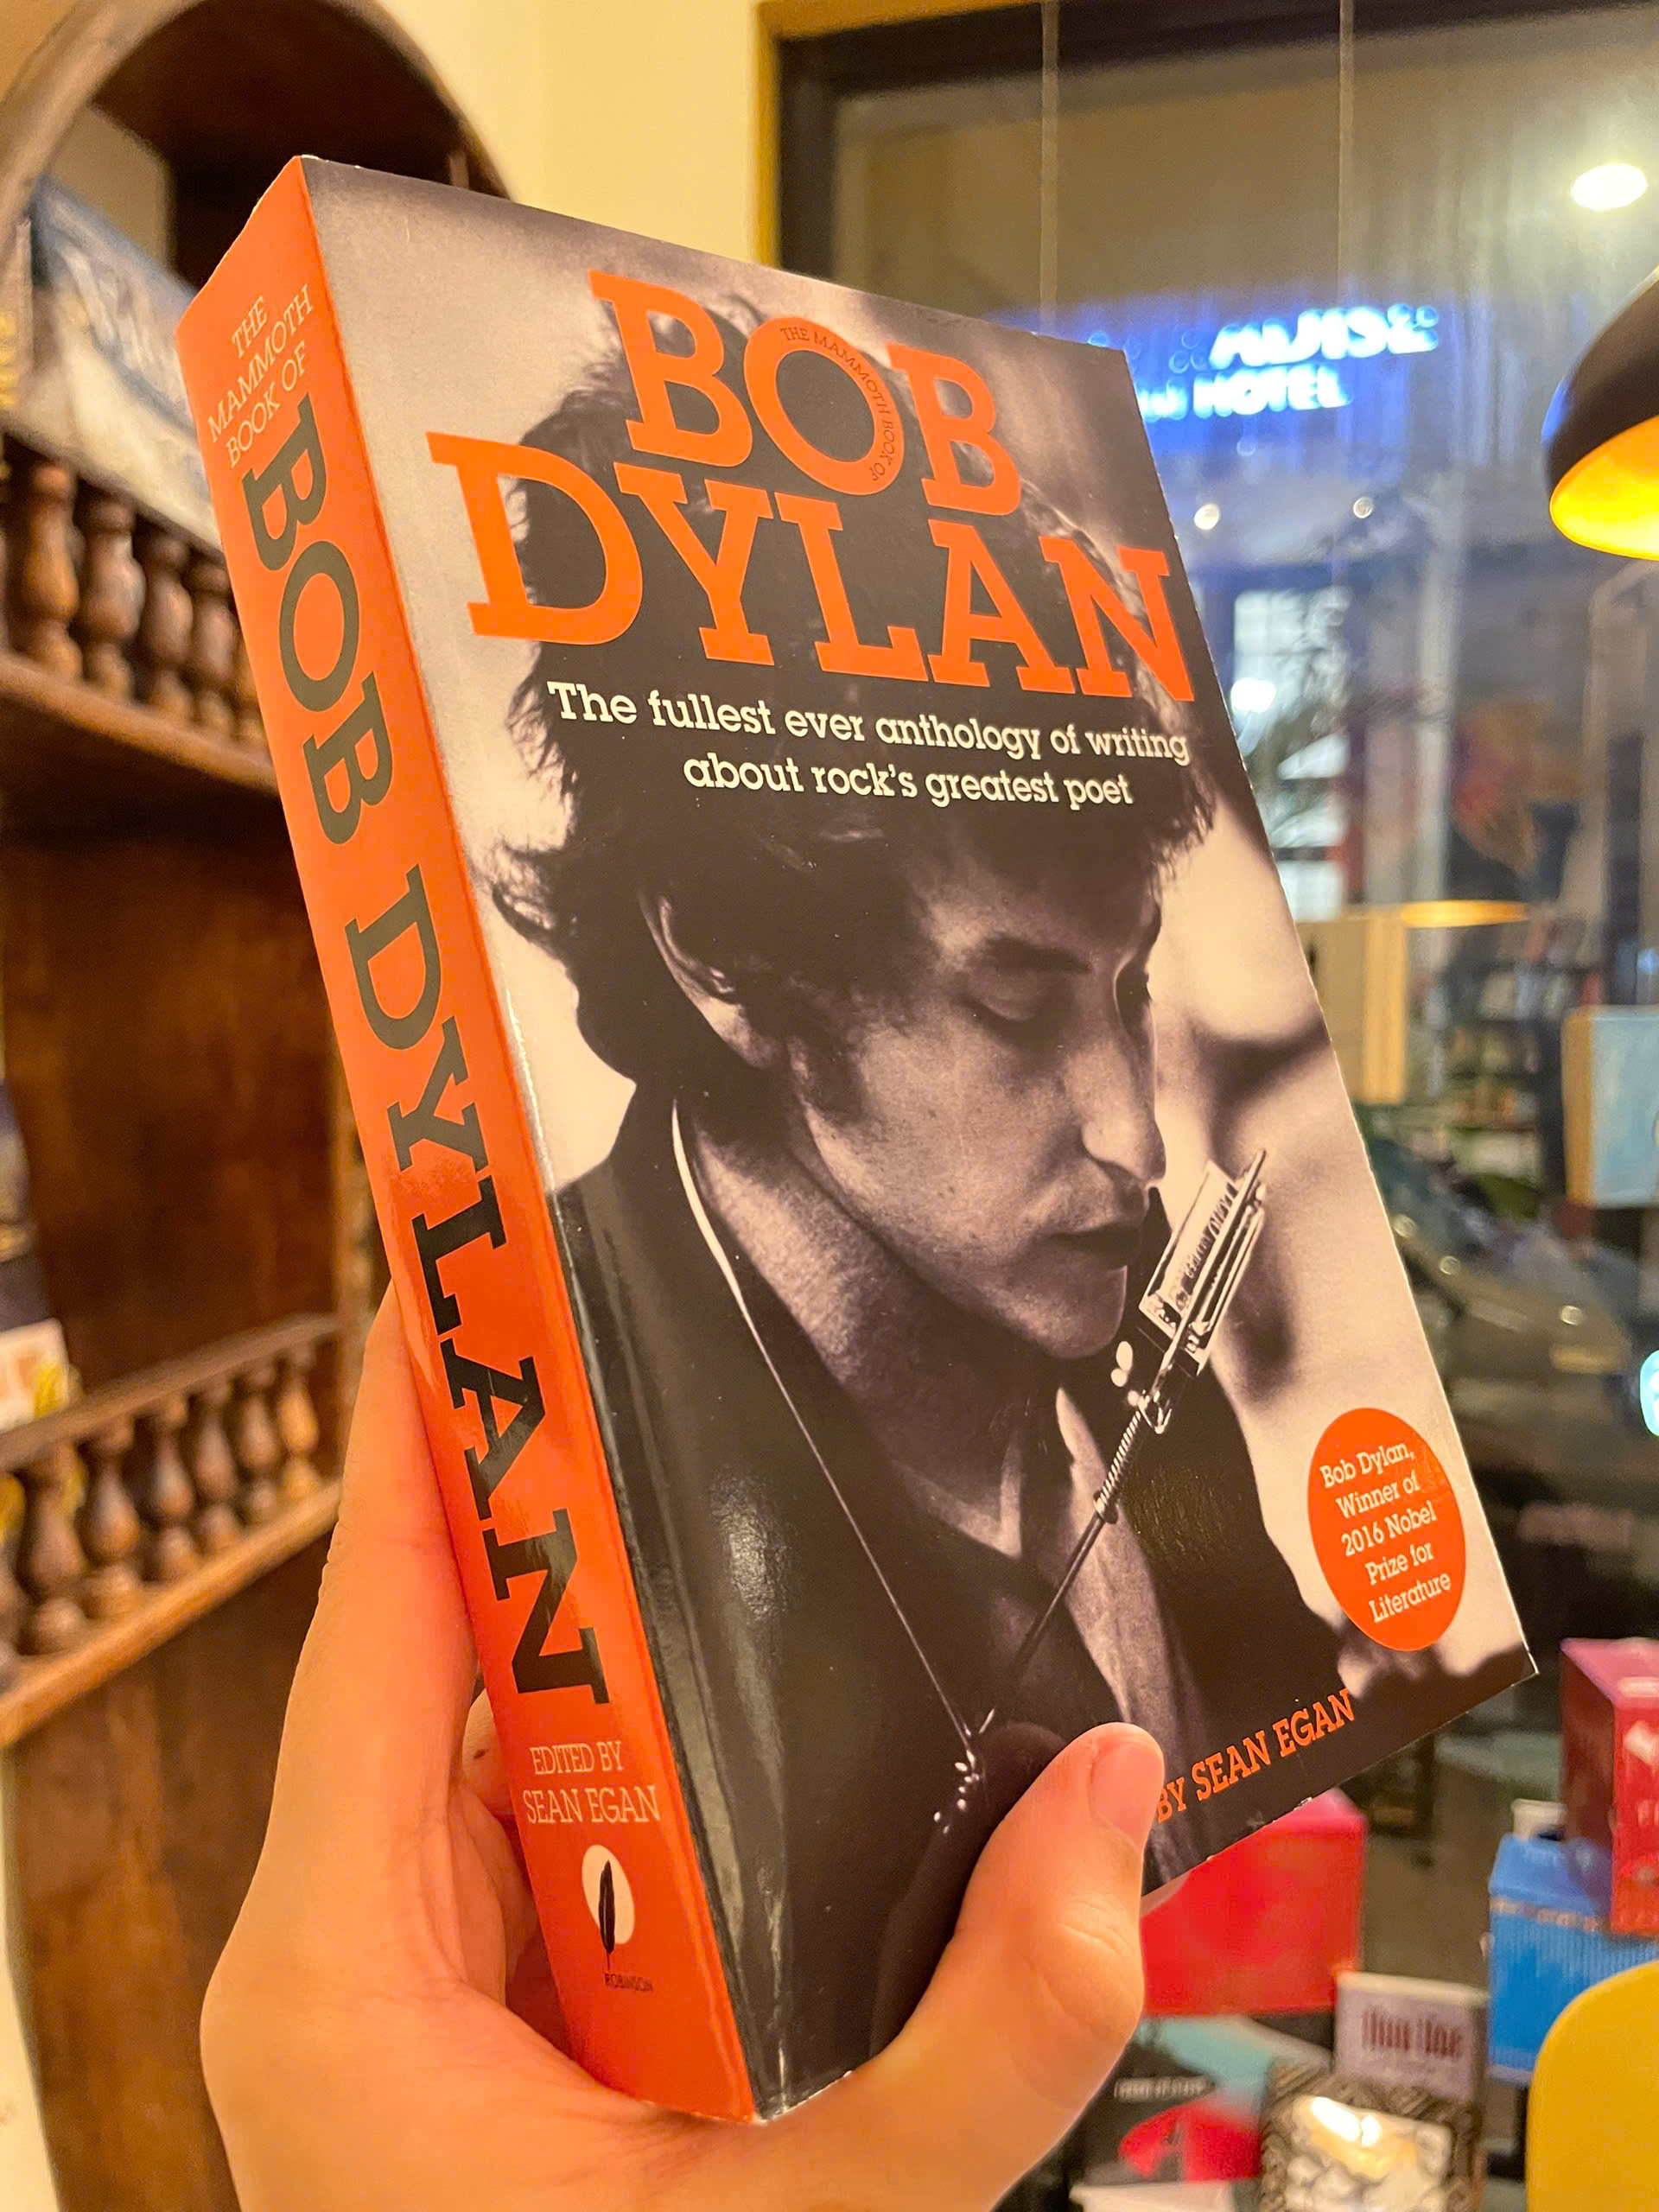 THE
MAMMOTH
BOOK OF
BOB DYLAN
EDITED BY
SEAN EGAN
ROBINSON
BOB
THE MAMMOTH BOOK OF
DYLAN
The fullest ever anthology of writing
about rock's greatest poet
Bob Dylan,
Winner of
2016 Nobel
Prize for
Literature
BY SEAN EGAN
HOTEL